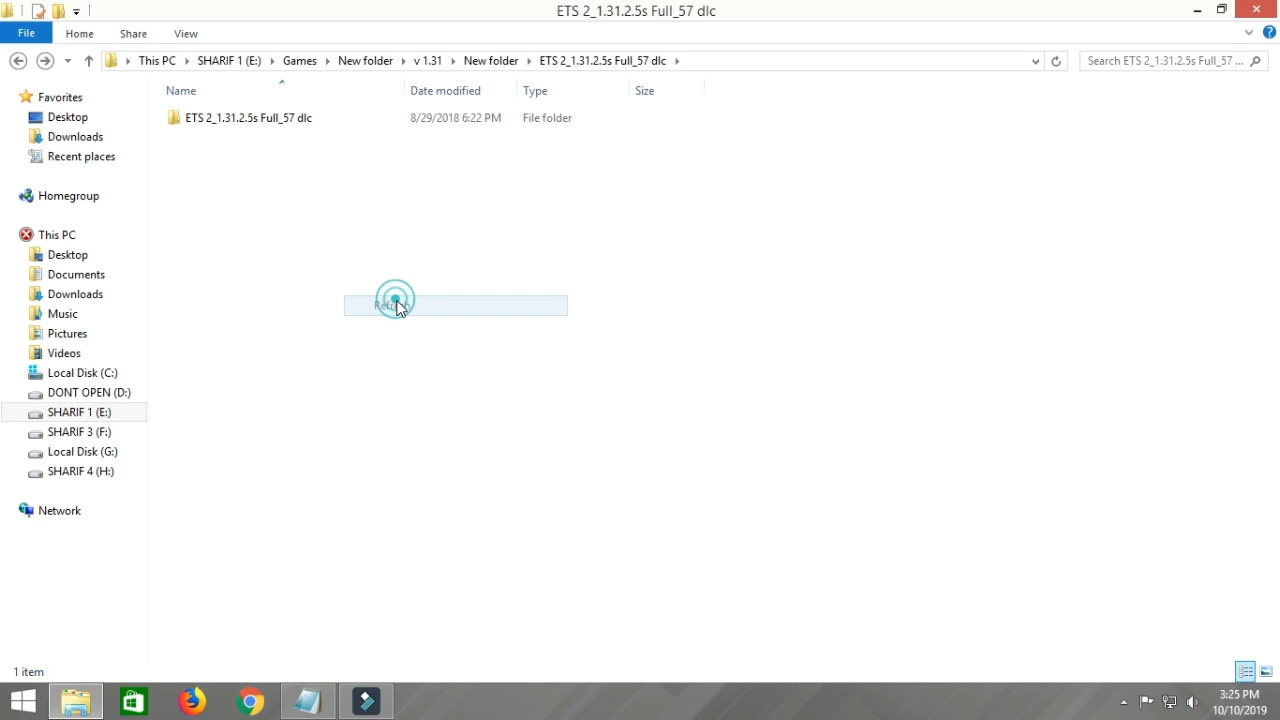 ETS 2_1.31.2.5s Full_57 dlc
File Home Share View
This PC SHARIF 1 (E:) Games New folder v 1.31 New folder ETS 2_1.31.2.5s Full_57 dlc Search ETS 2_1.31.2.5s Full_57 ...
Name Date modified Type Size
ETS 2_1.31.2.5s Full_57 dlc 8/29/2018 6:22 PM File folder
Favorites
Desktop
Downloads
Recent places
Homegroup
This PC
Desktop
Documents
Downloads
Music
Pictures
Videos
Local Disk (C:)
DONT OPEN (D:)
SHARIF 1 (E:)
SHARIF 3 (F:)
Local Disk (G:)
SHARIF 4 (H:)
Network
Refresh
1 item
3:25 PM
10/10/2019